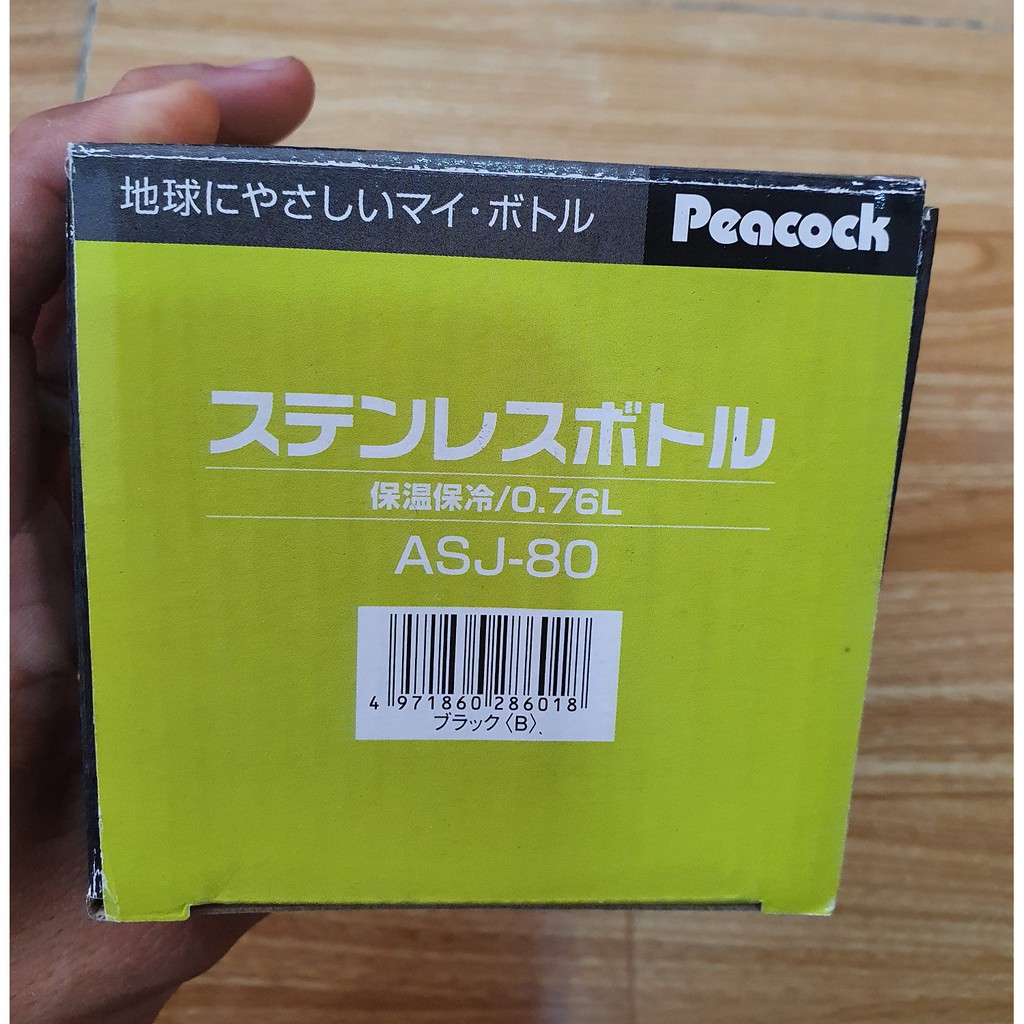 地球にやさしいマイ・ボトル Peacock
ステンレスボトル
保温保冷/0.76L
ASJ-80
4 971860 286018
ブラック〈B〉、